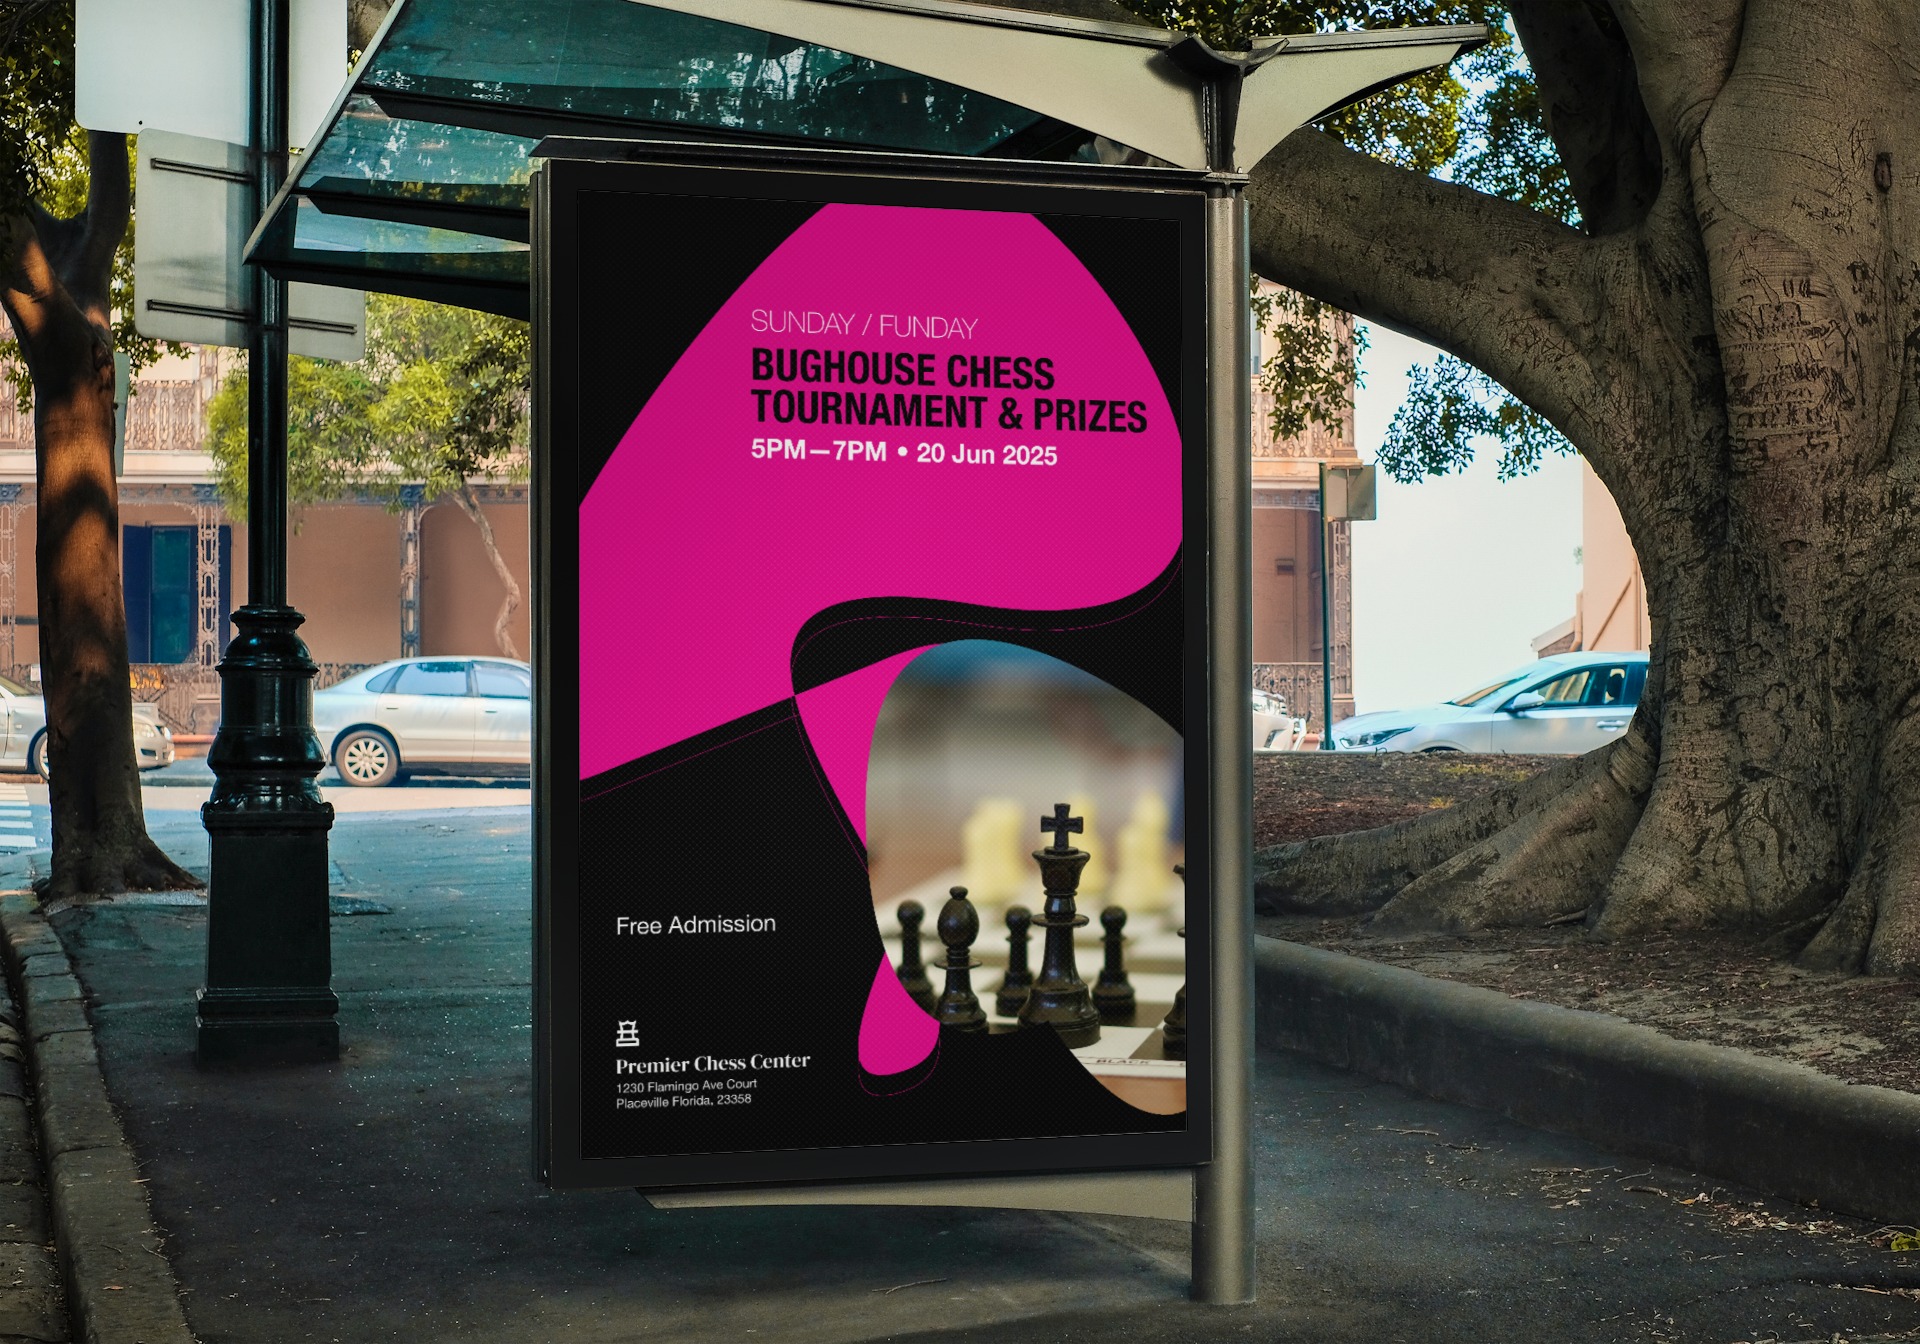 SUNDAY / FUNDAY
BUGHOUSE CHESS
TOURNAMENT & PRIZES
5PM—7PM • 20 Jun 2025
Free Admission
Premier Chess Center
1230 Flamingo Ave Court
Placeville Florida, 23358
BLACK